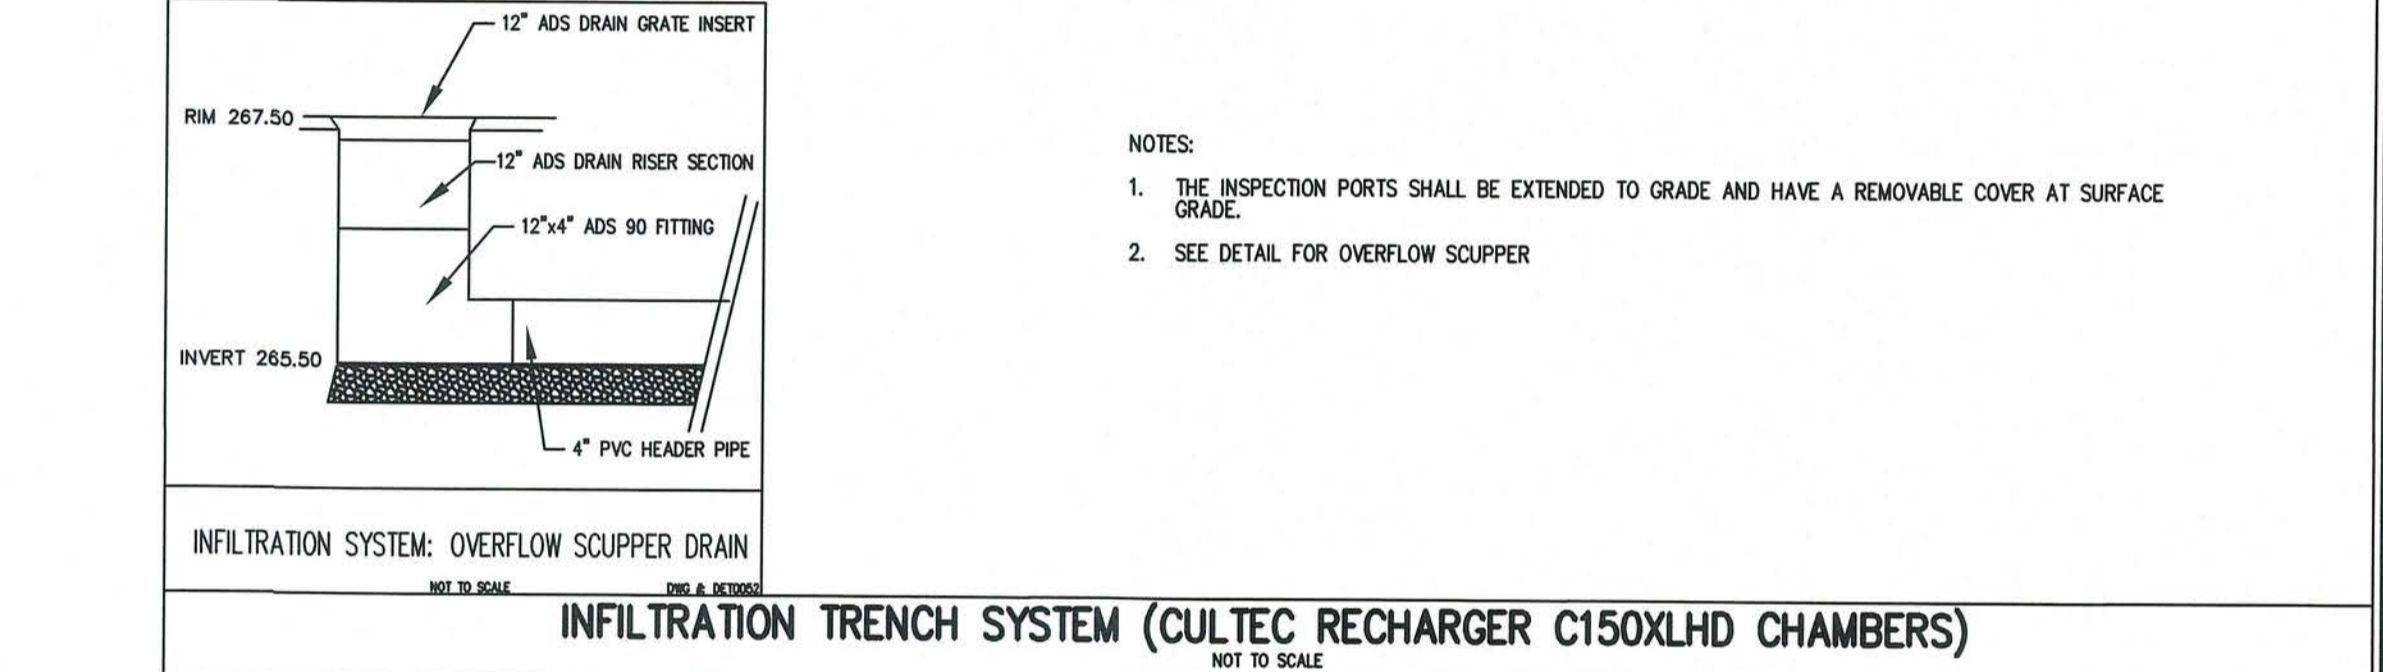 12" ADS DRAIN GRATE INSERT
RIM 267.50
12" ADS DRAIN RISER SECTION
12"x4" ADS 90 FITTING
INVERT 265.50
4" PVC HEADER PIPE
INFILTRATION SYSTEM: OVERFLOW SCUPPER DRAIN
NOT TO SCALE
DWG #: DET0052
NOTES:
1. THE INSPECTION PORTS SHALL BE EXTENDED TO GRADE AND HAVE A REMOVABLE COVER AT SURFACE
GRADE.
2. SEE DETAIL FOR OVERFLOW SCUPPER
INFILTRATION TRENCH SYSTEM (CULTEC RECHARGER C150XLHD CHAMBERS)
NOT TO SCALE